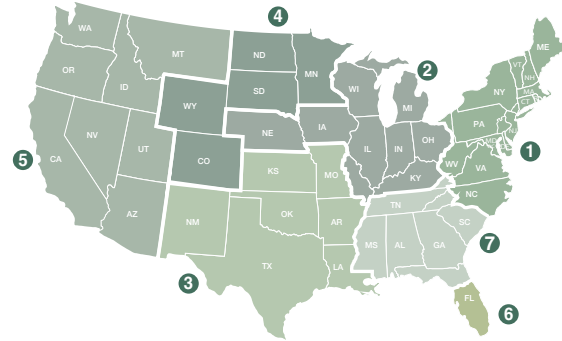 4
WA
ME
MT
ND
VT
OR
MN
NH
ID
SD
WI
2
NY
MA
WY
MI
CT
NV
NE
IA
PA
NJ
5
UT
OH
MD
CA
CO
IL
IN
1
WV
VA
KS
MO
KY
NC
AZ
NM
OK
AR
TN
SC
7
MS
AL
GA
TX
LA
3
FL
6